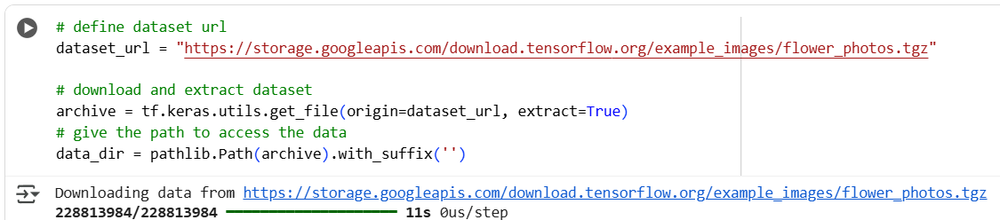 # define dataset url
dataset_url = "https://storage.googleapis.com/download.tensorflow.org/example_images/flower_photos.tgz"
# download and extract dataset
archive = tf.keras.utils.get_file(origin=dataset_url, extract=True)
# give the path to access the data
data_dir = pathlib.Path(archive).with_suffix('')
Downloading data from https://storage.googleapis.com/download.tensorflow.org/example_images/flower_photos.tgz
228813984/228813984 ━━━━━━━━━━━━━━━━━━━━ 11s 0us/step